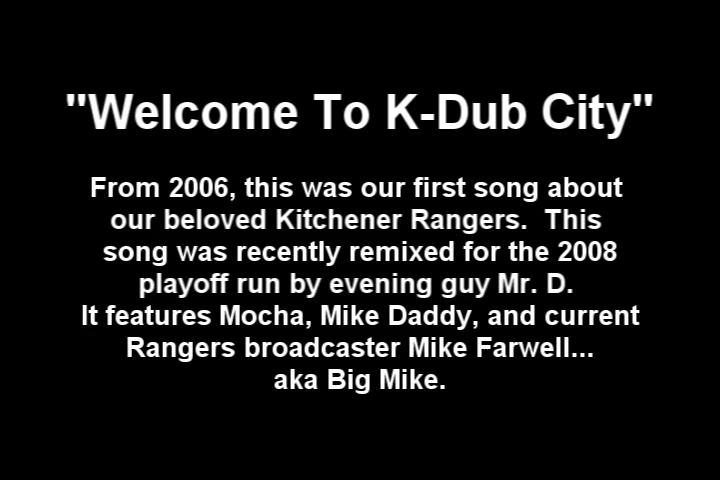 "Welcome To K-Dub City"
From 2006, this was our first song about
our beloved Kitchener Rangers.  This
song was recently remixed for the 2008
playoff run by evening guy Mr. D.
It features Mocha, Mike Daddy, and current
Rangers broadcaster Mike Farwell...
aka Big Mike.